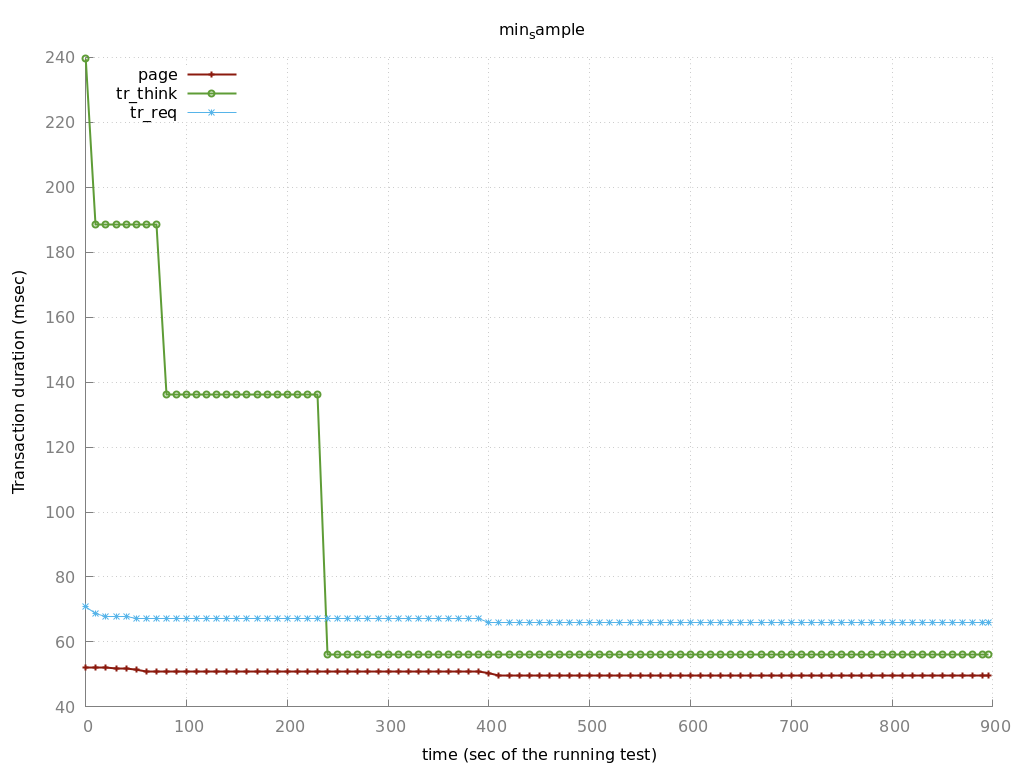 min_sample
240
page
tr_think
220
tr_req
200
180
160
140
120
100
80
60
40
Transaction duration (msec)
0 100 200 300 400 500 600 700 800 900
time (sec of the running test)